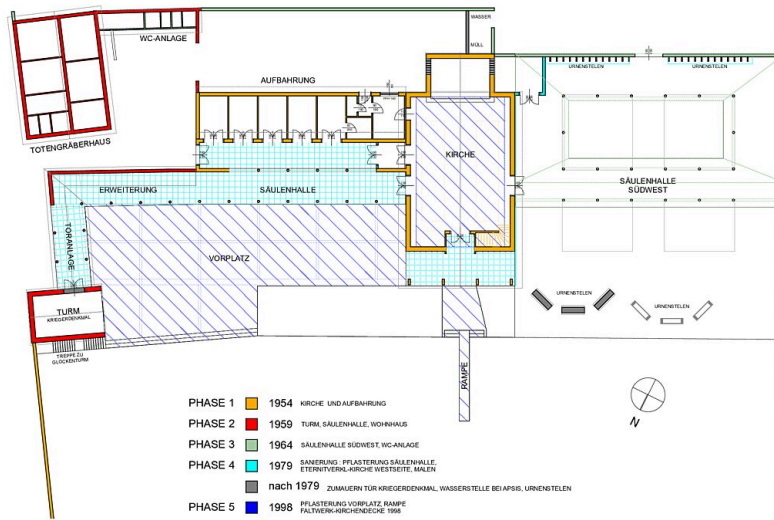 WASSER
WC-ANLAGE
MÜLL
URNENSTELEN
URNENSTELEN
AUFBAHRUNG
TOTENGRÄBERHAUS
KIRCHE
ERWEITERUNG
SÄULENHALLE
SÄULENHALLE
SÜDWEST
TORANLAGE
VORPLATZ
TURM
KRIEGERDENKMAL
URNENSTELEN
URNENSTELEN
TREPPE ZU
GLOCKENTURM
RAMPE
N
PHASE 1 1954 KIRCHE UND AUFBAHRUNG
PHASE 2 1959 TURM, SÄULENHALLE, WOHNHAUS
PHASE 3 1964 SÄULENHALLE SÜDWEST, WC-ANLAGE
PHASE 4 1979 SANIERUNG : PFLASTERUNG SÄULENHALLE,
ETERNITVERKL-KIRCHE WESTSEITE, MALEN
nach 1979 ZUMAUERN TÜR KRIEGERDENKMAL, WASSERSTELLE BEI APSIS, URNENSTELEN
PHASE 5 1998 PFLASTERUNG VORPLATZ, RAMPE
FALTWERK-KIRCHENDECKE 1998